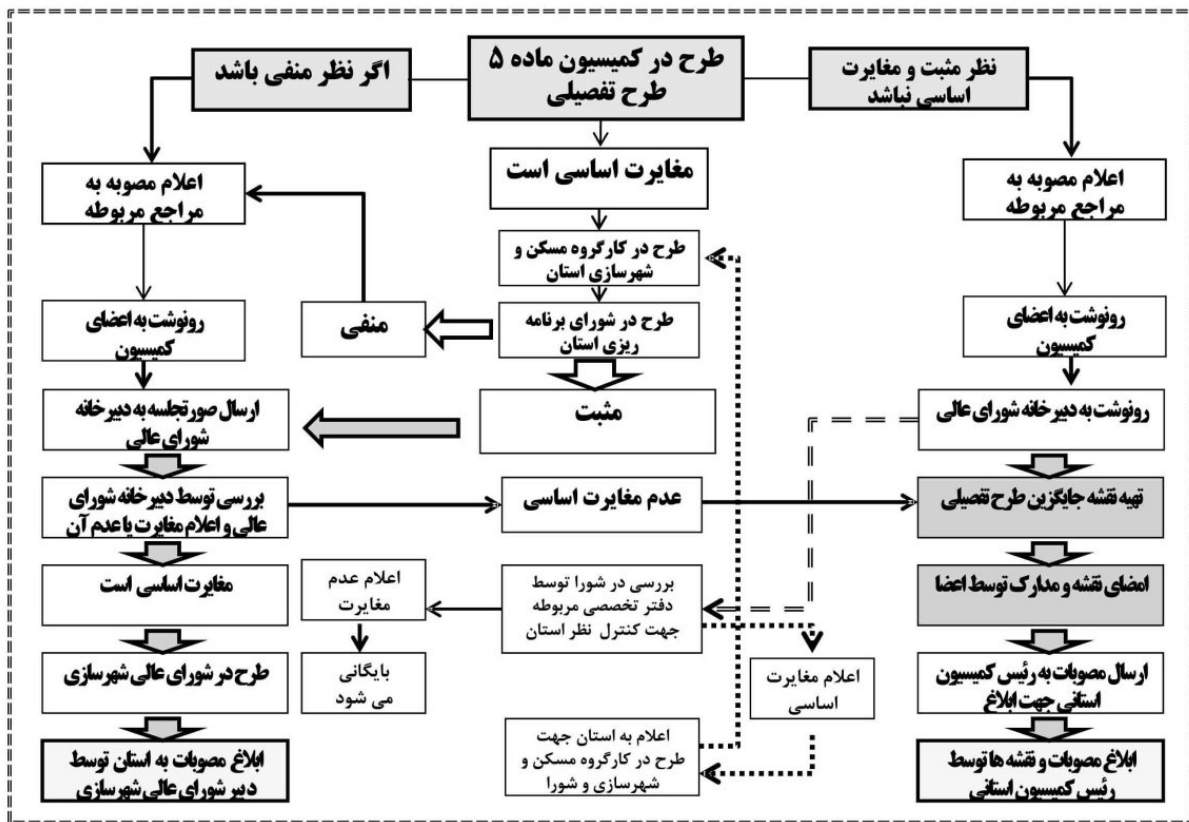 طرح در کمیسیون ماده ۵
طرح تفصیلی
نظر مثبت و مغایرت
اساسی نباشد
اگر نظر منفی باشد
اعلام مصوبه به
مراجع مربوطه
رونوشت به اعضای
کمیسیون
رونوشت به دبیرخانه شورای عالی
تهیه نقشه جایگزین طرح تفصیلی
امضای نقشه و مدارک توسط اعضا
ارسال مصوبات به رئیس کمیسیون
استانی جهت ابلاغ
ابلاغ مصوبات و نقشه ها توسط
رئیس کمیسیون استانی
مغایرت اساسی است
طرح در کارگروه مسکن و
شهرسازی استان
طرح در شورای برنامه
ریزی استان
منفی
مثبت
عدم مغایرت اساسی
بررسی در شورا توسط
دفتر تخصصی مربوطه
جهت کنترل نظر استان
اعلام مغایرت
اساسی
اعلام به استان جهت
طرح در کارگروه مسکن و
شهرسازی و شورا
اعلام عدم
مغایرت
بایگانی
می شود
اعلام مصوبه به
مراجع مربوطه
رونوشت به اعضای
کمیسیون
ارسال صورتجلسه به دبیرخانه
شورای عالی
بررسی توسط دبیرخانه شورای
عالی و اعلام مغایرت یا عدم آن
مغایرت اساسی است
طرح در شورای عالی شهرسازی
ابلاغ مصوبات به استان توسط
دبیر شورای عالی شهرسازی